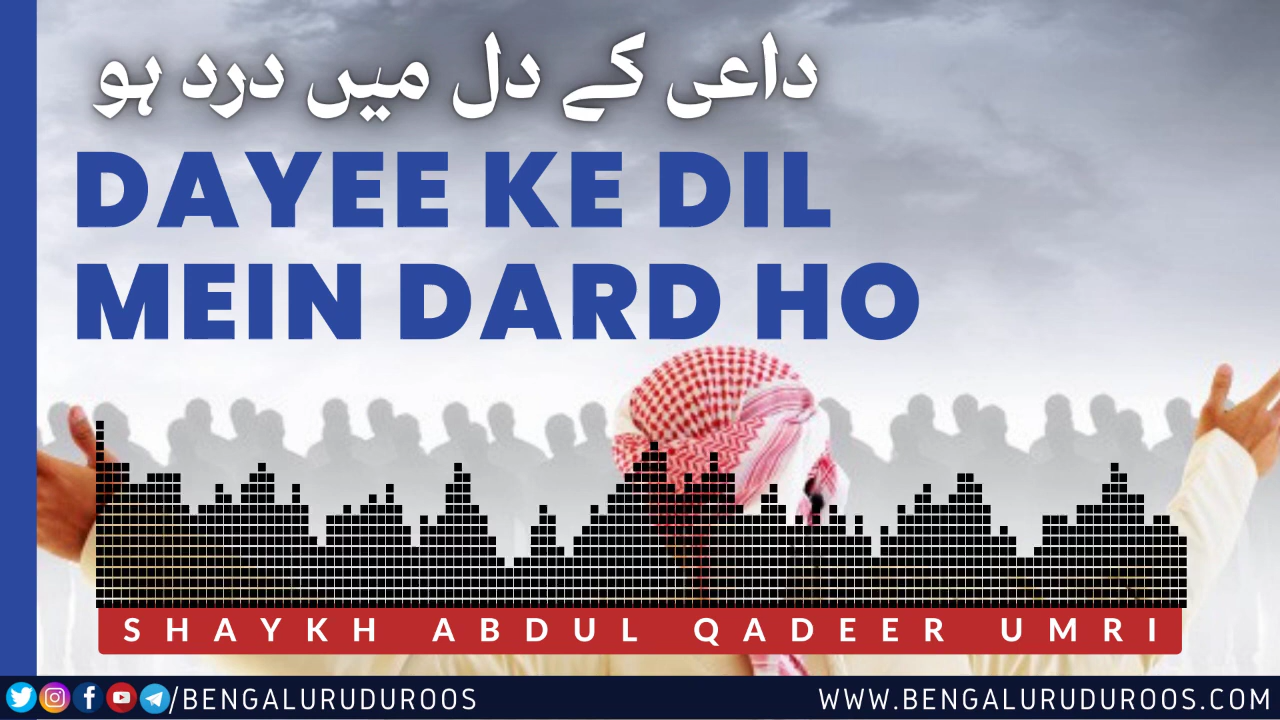 داعی کے دل میں درد ہو
DAYEE KE DIL
MEIN DARD HO
SHAYKH ABDUL QADEER UMRI
/BENGALURUDUROOS
WWW.BENGALURUDUROOS.COM